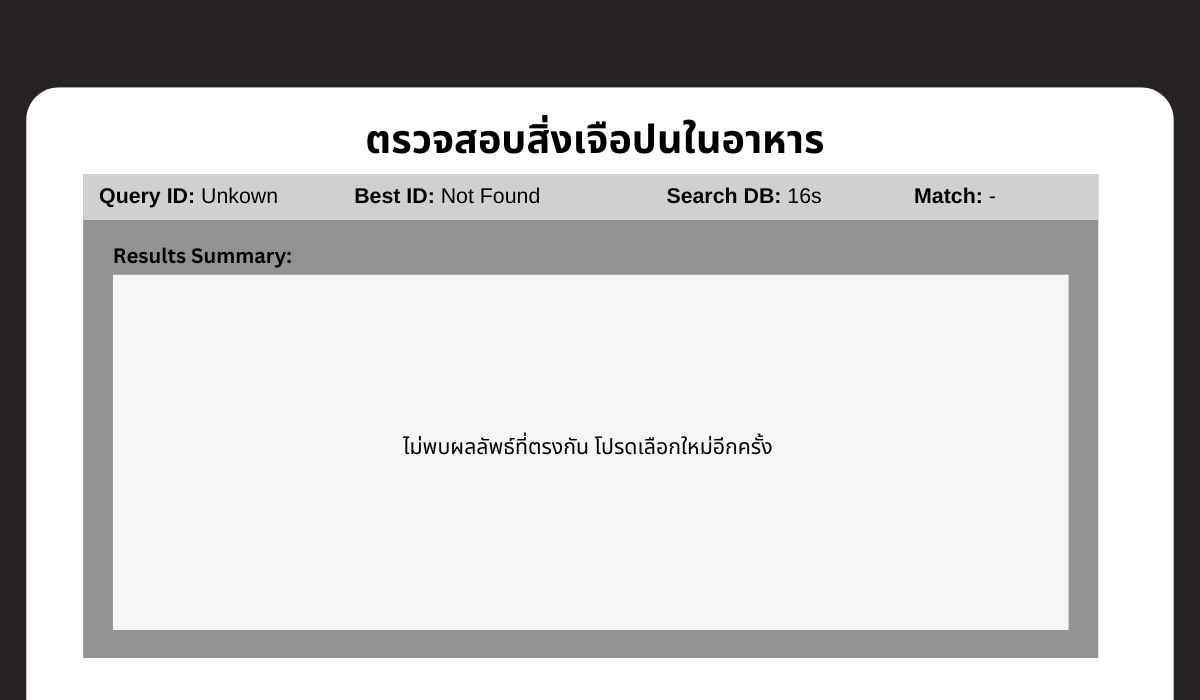 ตรวจสอบสิ่งเจือปนในอาหาร
Query ID: Unkown Best ID: Not Found Search DB: 16s Match: -
Results Summary:
ไม่พบผลลัพธ์ที่ตรงกัน โปรดเลือกใหม่อีกครั้ง